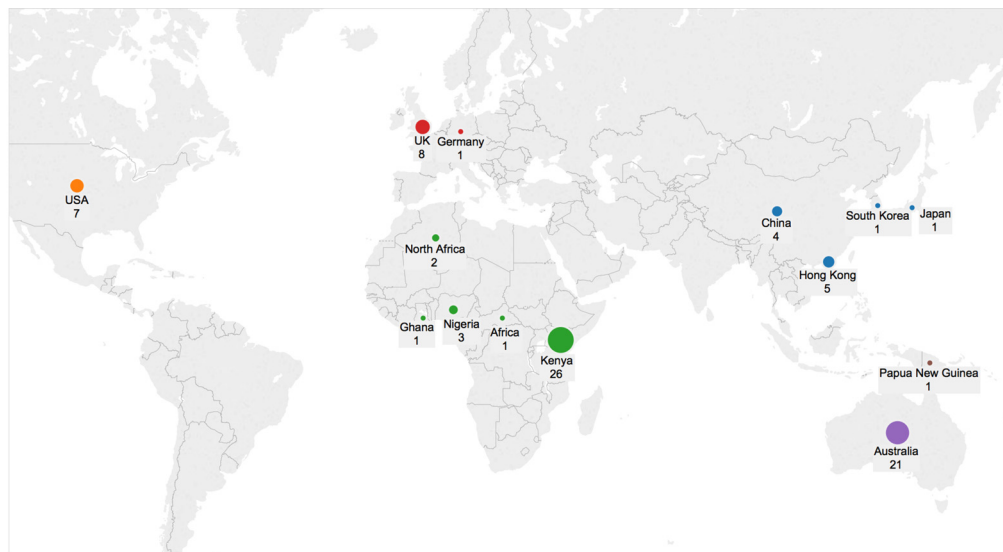 UK
8
Germany
1
USA
7
South Korea
1
Japan
1
China
4
North Africa
2
Hong Kong
5
Ghana
1
Nigeria
3
Africa
1
Kenya
26
Papua New Guinea
1
Australia
21